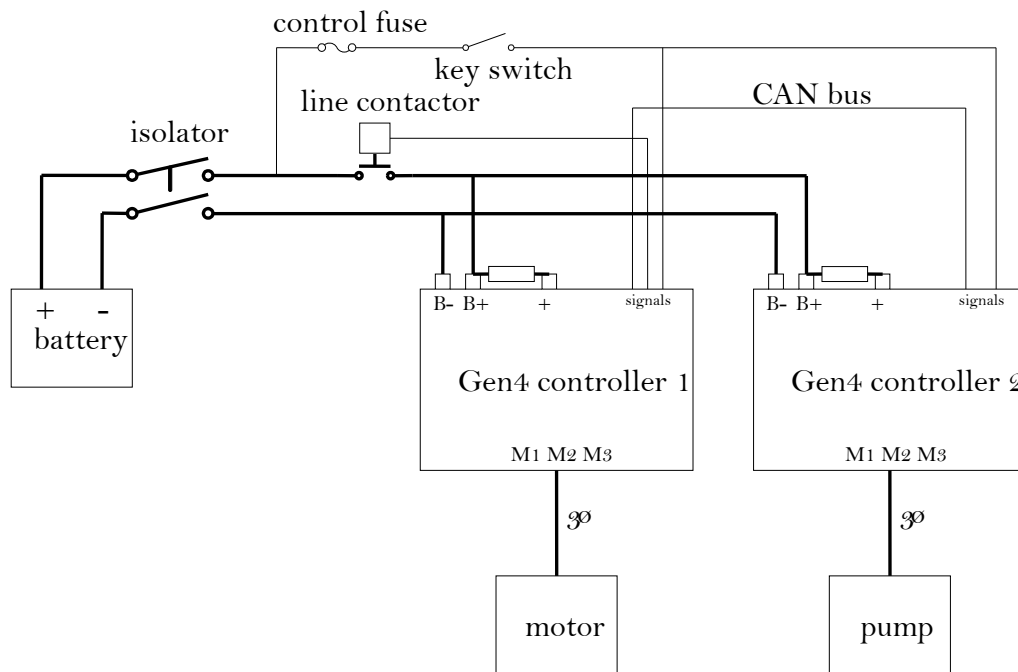 control fuse
key switch
line contactor
CAN bus
isolator
B- B+ + signals
B- B+ + signals
+ -
battery
Gen4 controller 1
Gen4 controller 2
M1 M2 M3
M1 M2 M3
3ø
3ø
motor
pump